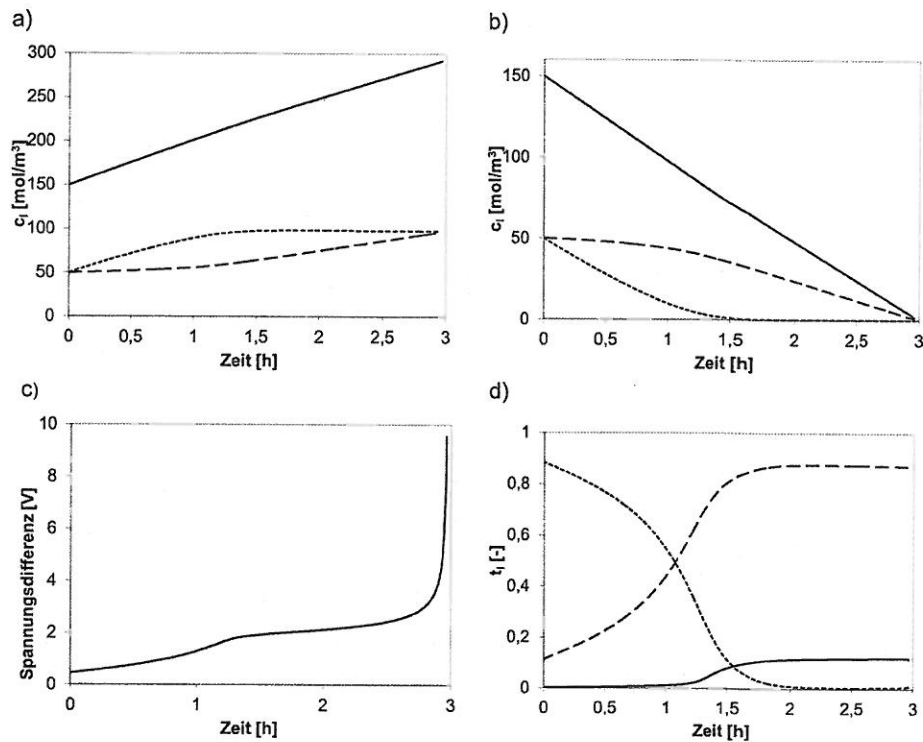 a)
300
250
200
150
100
50
0
c_i [mol/m³]
0 0,5 1 1,5 2 2,5 3
Zeit [h]
b)
150
100
50
0
c_i [mol/m³]
0 0,5 1 1,5 2 2,5 3
Zeit [h]
c)
10
8
6
4
2
0
Spannungsdifferenz [V]
0 1 2 3
Zeit [h]
d)
1
0,8
0,6
0,4
0,2
0
t_i [-]
0 0,5 1 1,5 2 2,5 3
Zeit [h]